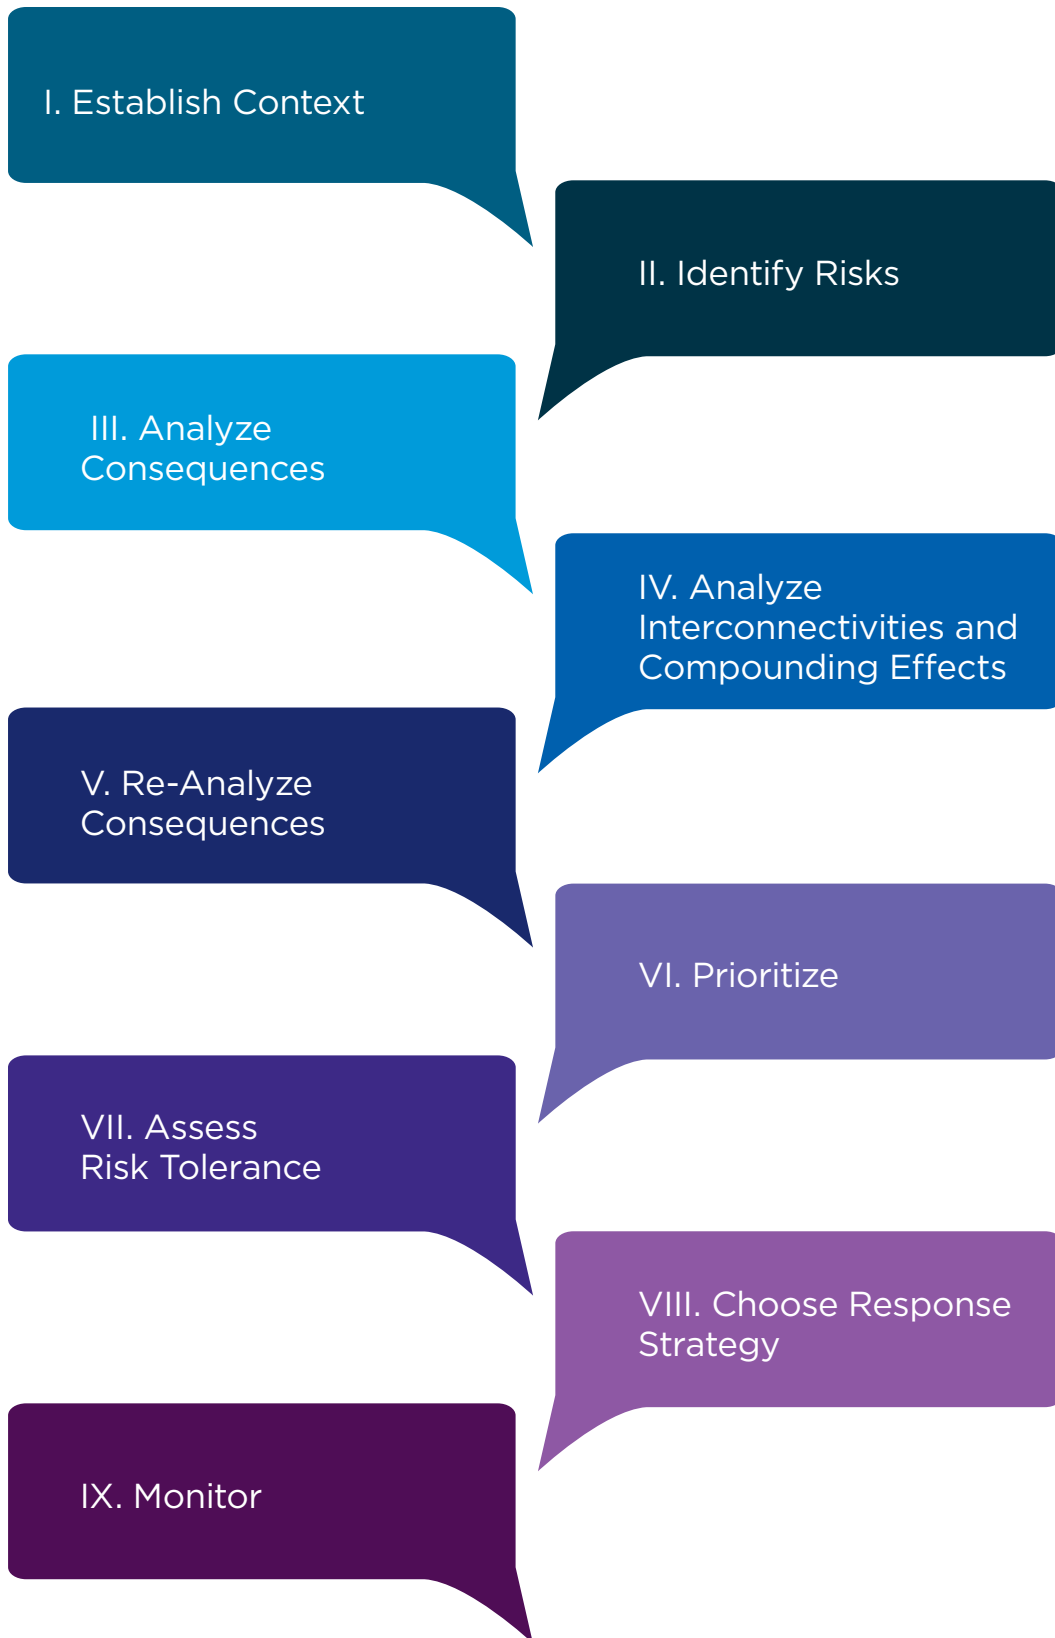 I. Establish Context
II. Identify Risks
III. Analyze
Consequences
IV. Analyze
Interconnectivities and
Compounding Effects
V. Re-Analyze
Consequences
VI. Prioritize
VII. Assess
Risk Tolerance
VIII. Choose Response
Strategy
IX. Monitor